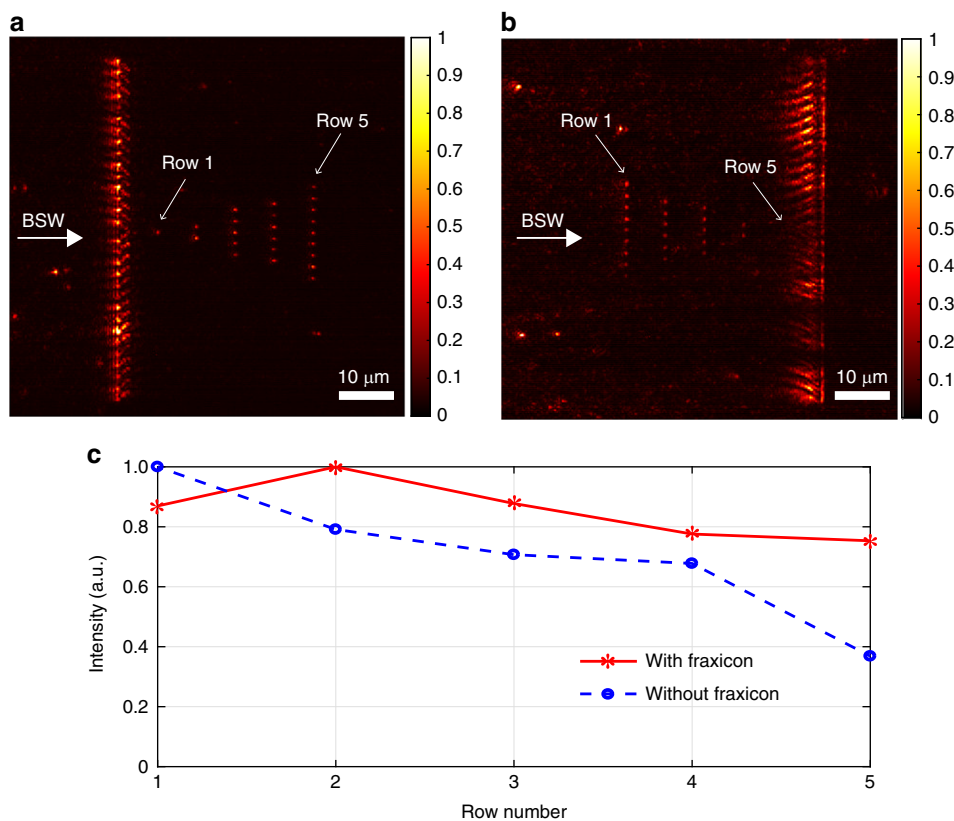 a
Row 1
Row 5
BSW
10 μm
1
0.9
0.8
0.7
0.6
0.5
0.4
0.3
0.2
0.1
0
b
Row 1
Row 5
BSW
10 μm
1
0.9
0.8
0.7
0.6
0.5
0.4
0.3
0.2
0.1
0
c
1.0
0.8
0.6
0.4
0.2
0
Intensity (a.u.)
With fraxicon
Without fraxicon
1 2 3 4 5
Row number